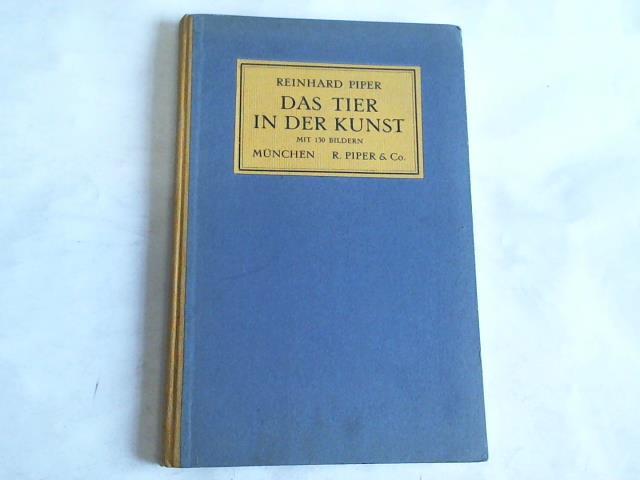 REINHARD PIPER
DAS TIER
IN DER KUNST
MIT 130 BILDERN
MÜNCHEN R. PIPER & Co.